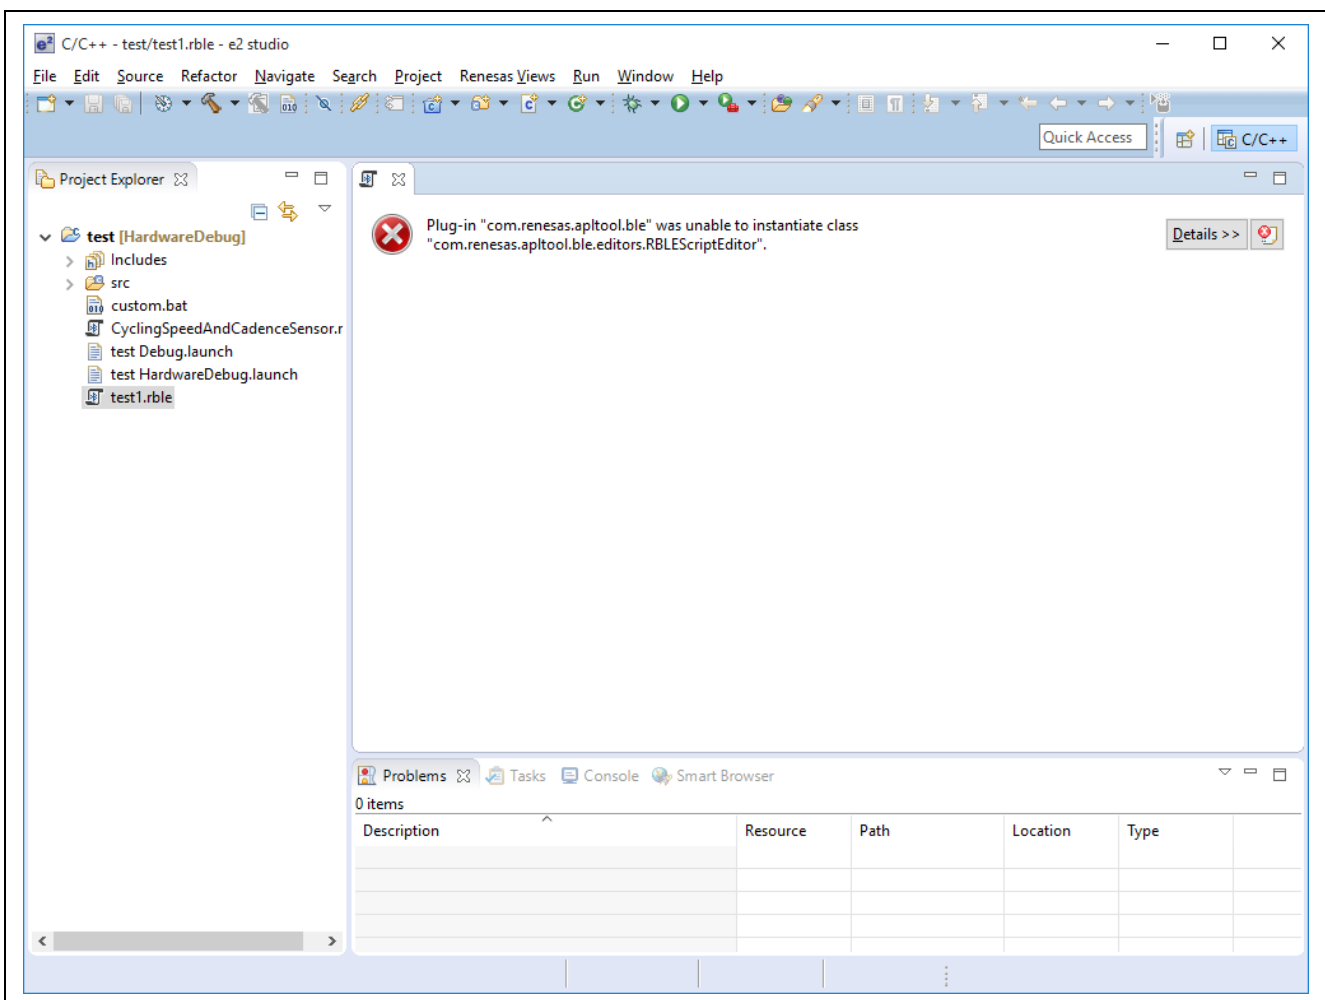 C/C++ - test/test1.rble - e2 studio
File Edit Source Refactor Navigate Search Project Renesas Views Run Window Help
Quick Access
C/C++
Project Explorer
test [HardwareDebug]
Includes
src
custom.bat
CyclingSpeedAndCadenceSensor.r
test Debug.launch
test HardwareDebug.launch
test1.rble
Plug-in "com.renesas.apltool.ble" was unable to instantiate class
"com.renesas.apltool.ble.editors.RBLEScriptEditor".
Details >>
Problems Tasks Console Smart Browser
0 items
Description Resource Path Location Type